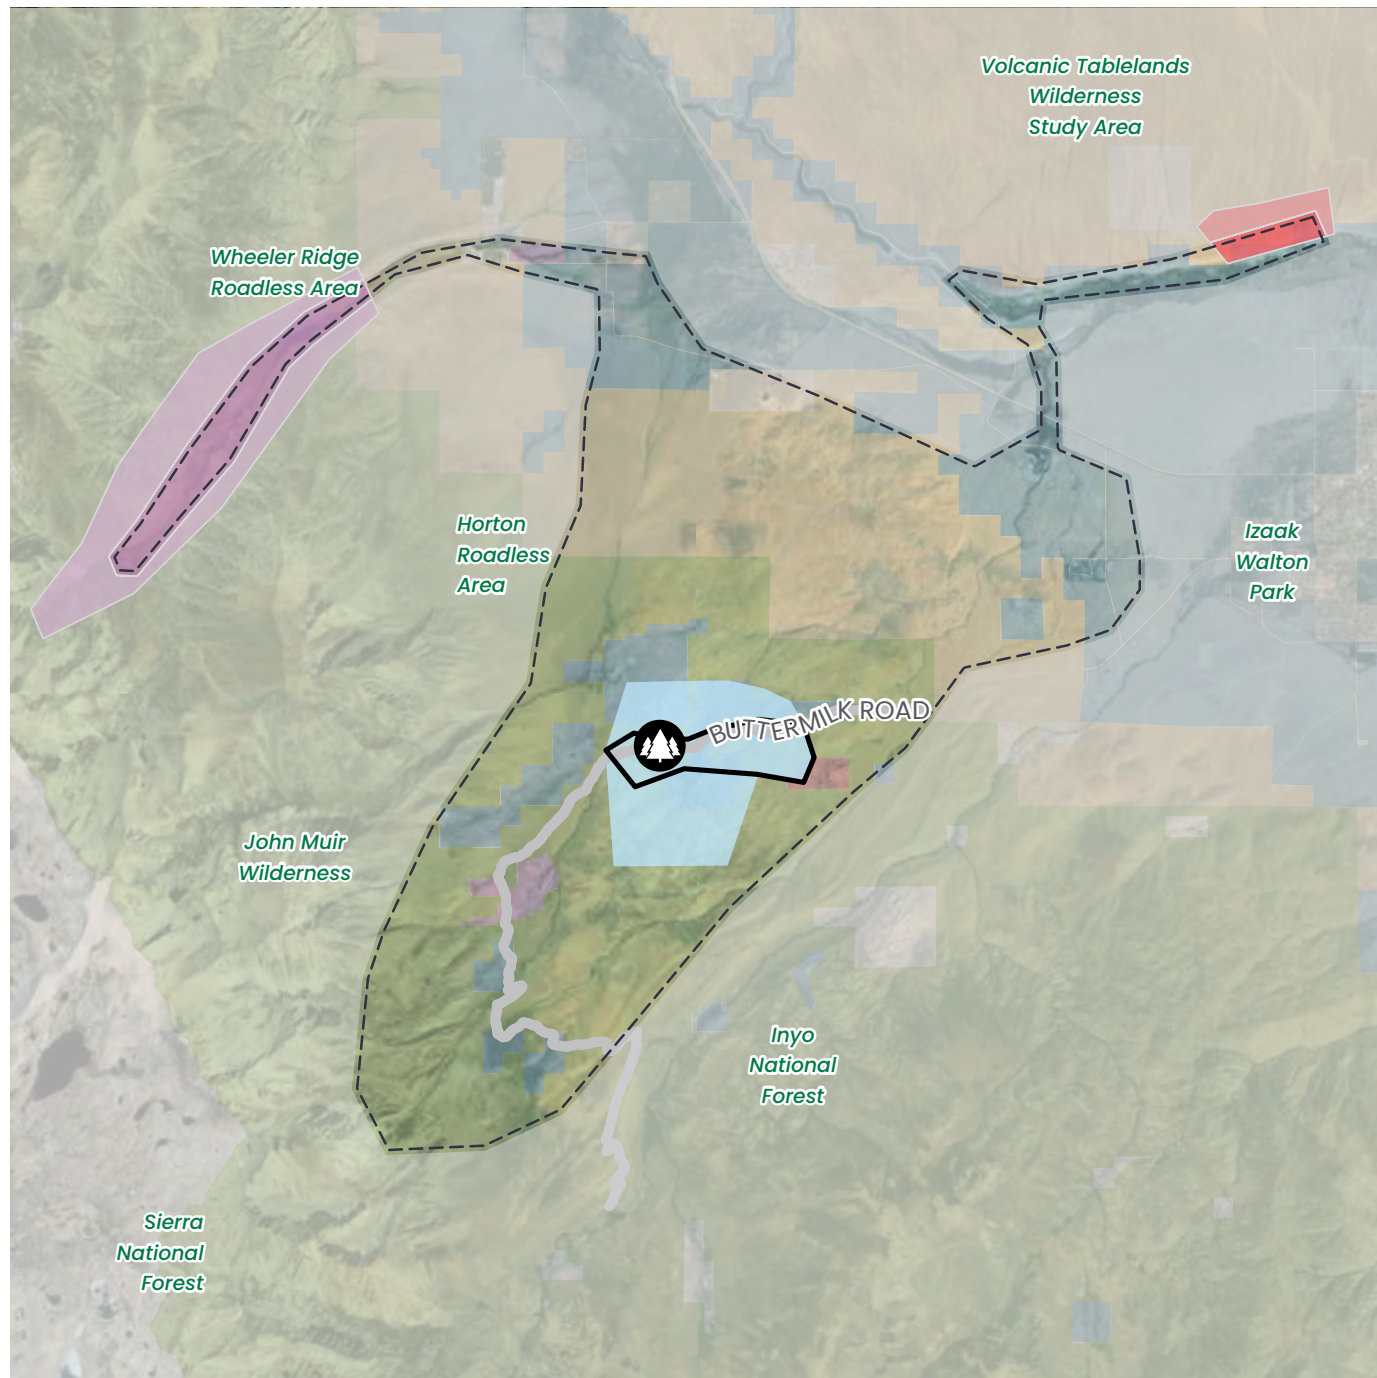 Volcanic Tablelands
Wilderness
Study Area
Wheeler Ridge
Roadless Area
Horton
Roadless
Area
Izaak
Walton
Park
BUTTERMILK ROAD
John Muir
Wilderness
Inyo
National
Forest
Sierra
National
Forest